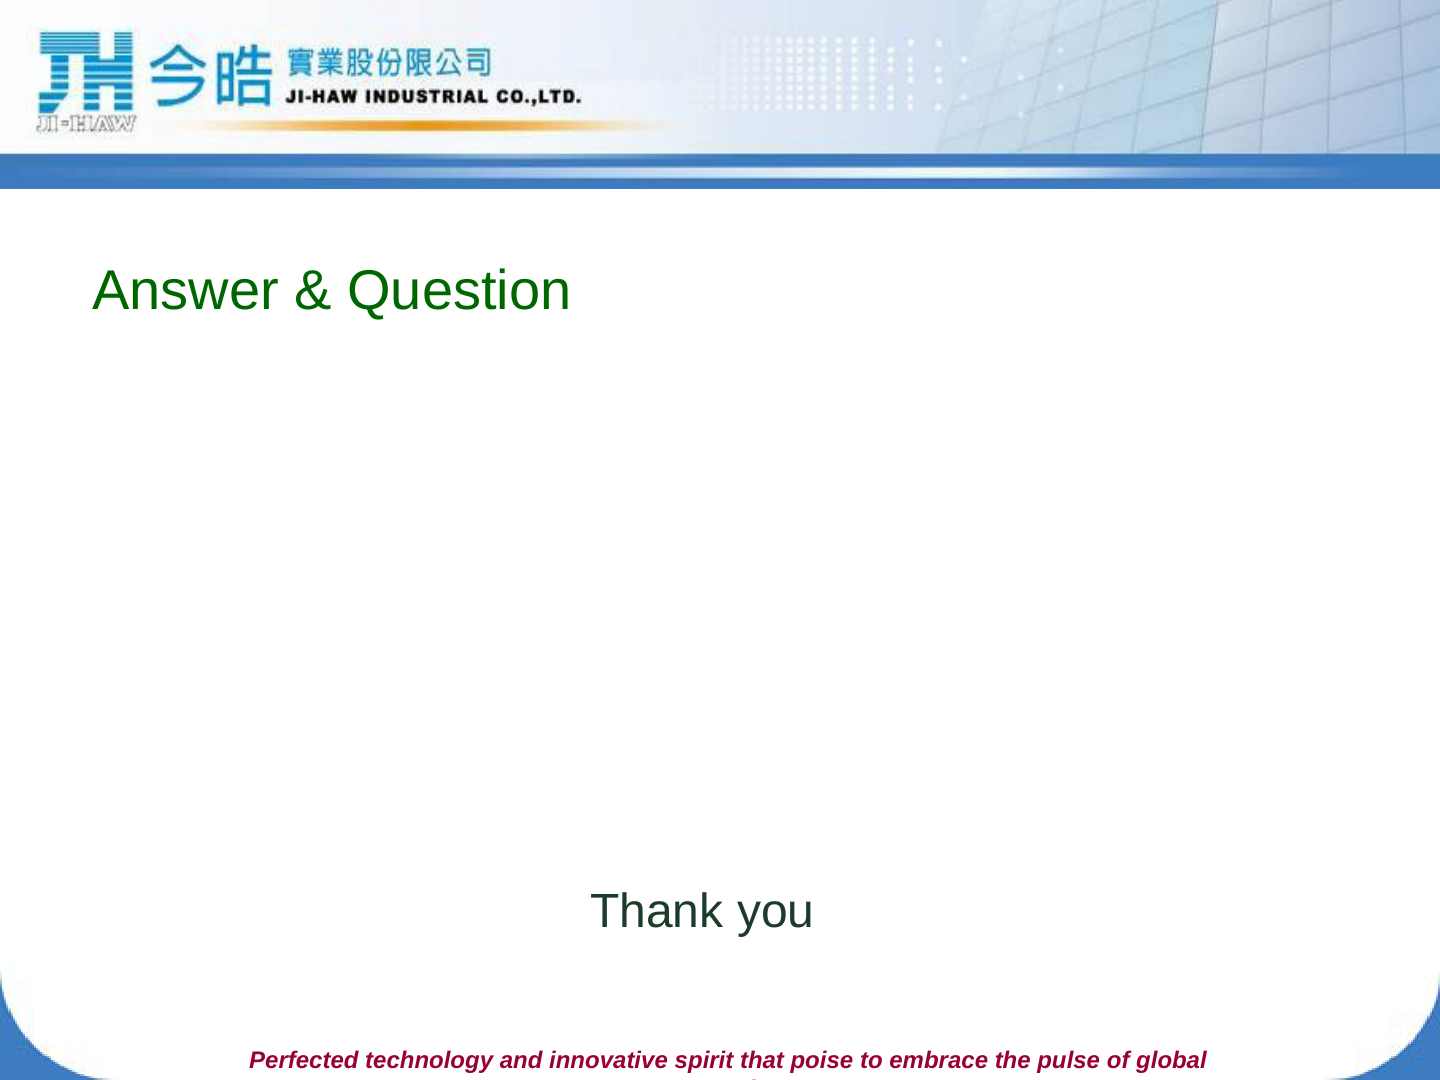 JH 今皓 實業股份限公司
JI-HAW INDUSTRIAL CO.,LTD.
JI-HAW
Answer & Question
Thank you
Perfected technology and innovative spirit that poise to embrace the pulse of global